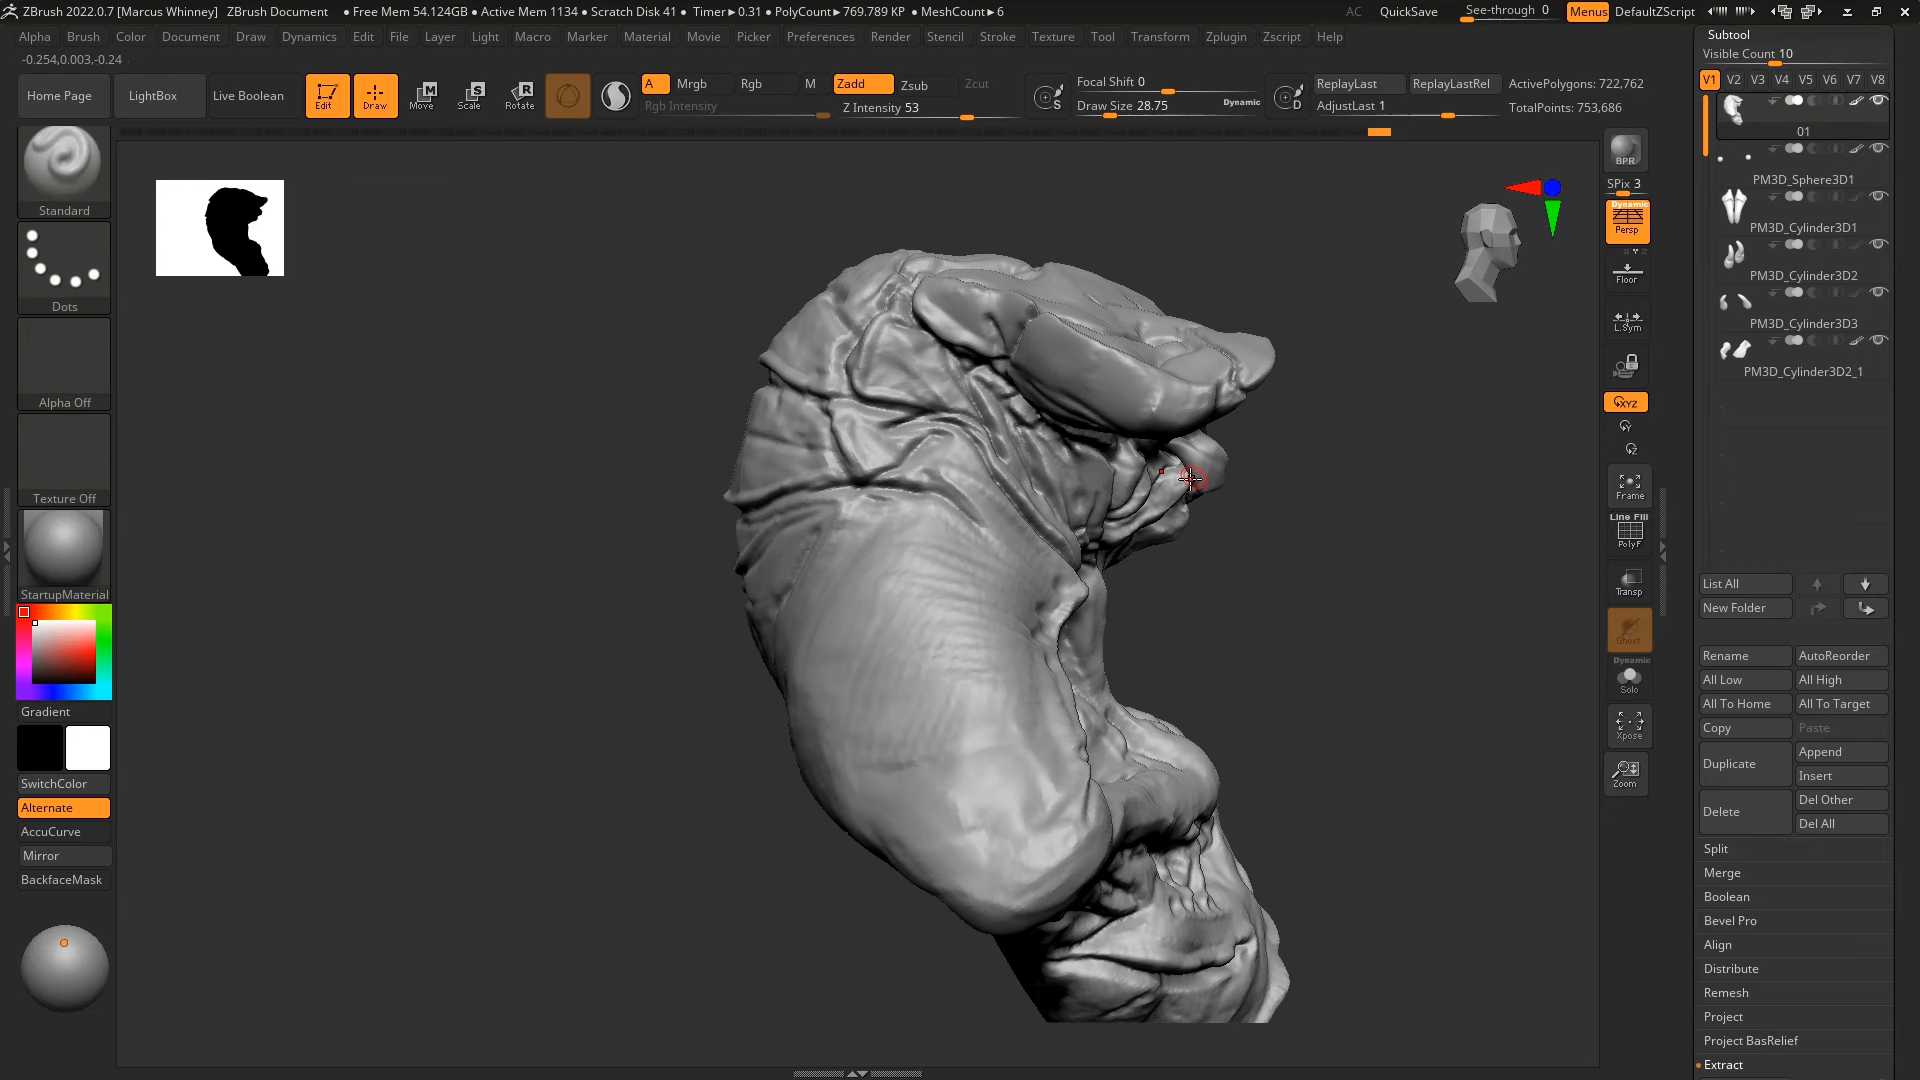 ZBrush 2022.0.7 [Marcus Whinney] ZBrush Document ● Free Mem 54.124GB ● Active Mem 1134 ● Scratch Disk 41 ● Timer►0.31 ● PolyCount►769.789 KP ● MeshCount►6 AC QuickSave See-through 0 Menus DefaultZScript
Alpha Brush Color Document Draw Dynamics Edit File Layer Light Macro Marker Material Movie Picker Preferences Render Stencil Stroke Texture Tool Transform Zplugin Zscript Help
-0.254,0.003,-0.24
Home Page LightBox Live Boolean Edit Draw Move Scale Rotate
A Mrgb Rgb M Zadd Zsub Zcut
Rgb Intensity Z Intensity 53
Focal Shift 0
Draw Size 28.75 Dynamic
ReplayLast ReplayLastRel
AdjustLast 1
ActivePolygons: 722,762
TotalPoints: 753,686
Standard
Dots
Alpha Off
Texture Off
StartupMaterial
Gradient
SwitchColor
Alternate
AccuCurve
Mirror
BackfaceMask
BPR
SPix 3
Dynamic
Persp
Floor
L.Sym
XYZ
Y
Z
Frame
Line Fill
PolyF
Transp
Ghost
Dynamic
Solo
Xpose
Zoom
Subtool
Visible Count 10
V1 V2 V3 V4 V5 V6 V7 V8
01
PM3D_Sphere3D1
PM3D_Cylinder3D1
PM3D_Cylinder3D2
PM3D_Cylinder3D3
PM3D_Cylinder3D2_1
List All
New Folder
Rename AutoReorder
All Low All High
All To Home All To Target
Copy Paste
Duplicate Append
Insert
Delete Del Other
Del All
Split
Merge
Boolean
Bevel Pro
Align
Distribute
Remesh
Project
Project BasRelief
Extract